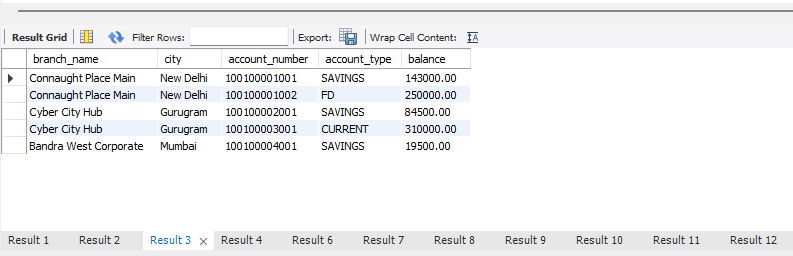 Result Grid Filter Rows: Export: Wrap Cell Content:
branch_name city account_number account_type balance
Connaught Place Main New Delhi 100100001001 SAVINGS 143000.00
Connaught Place Main New Delhi 100100001002 FD 250000.00
Cyber City Hub Gurugram 100100002001 SAVINGS 84500.00
Cyber City Hub Gurugram 100100003001 CURRENT 310000.00
Bandra West Corporate Mumbai 100100004001 SAVINGS 19500.00
Result 1 Result 2 Result 3 Result 4 Result 6 Result 7 Result 8 Result 9 Result 10 Result 11 Result 12